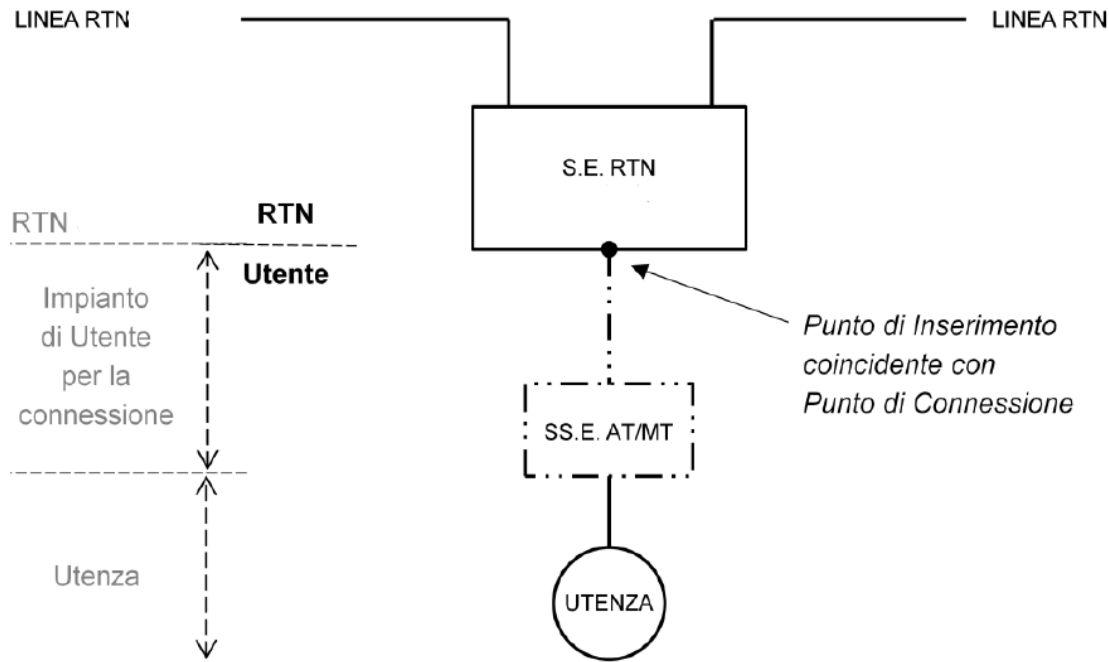 LINEA RTN
LINEA RTN
S.E. RTN
RTN
RTN
Utente
Impianto
di Utente
per la
connessione
Punto di Inserimento
coincidente con
Punto di Connessione
SS.E. AT/MT
Utenza
UTENZA